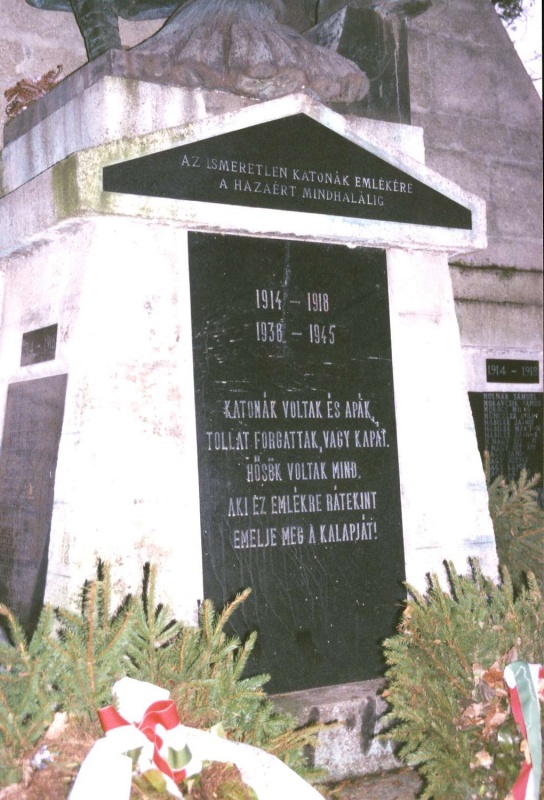 AZ ISMERETLEN KATONÁK EMLÉKÉRE
A HAZAÉRT MINDHALÁLIG
1914 – 1918
1938 – 1945
KATONÁK VOLTAK ÉS APÁK,
TOLLAT FORGATTAK, VAGY KAPÁT.
HŐSÖK VOLTAK MIND,
AKI EZ EMLÉKRE RÁTEKINT
EMELJE MEG A KALAPJÁT!
1914 – 1918